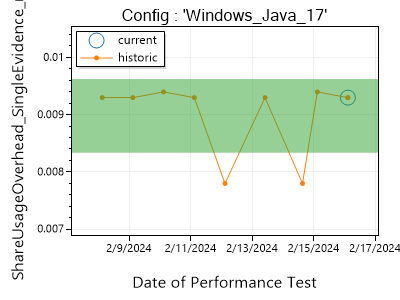 Config : 'Windows_Java_17'
ShareUsageOverhead_SingleEvidence_
current
historic
0.01
0.009
0.008
0.007
2/9/2024
2/11/2024
2/13/2024
2/15/2024
2/17/2024
Date of Performance Test